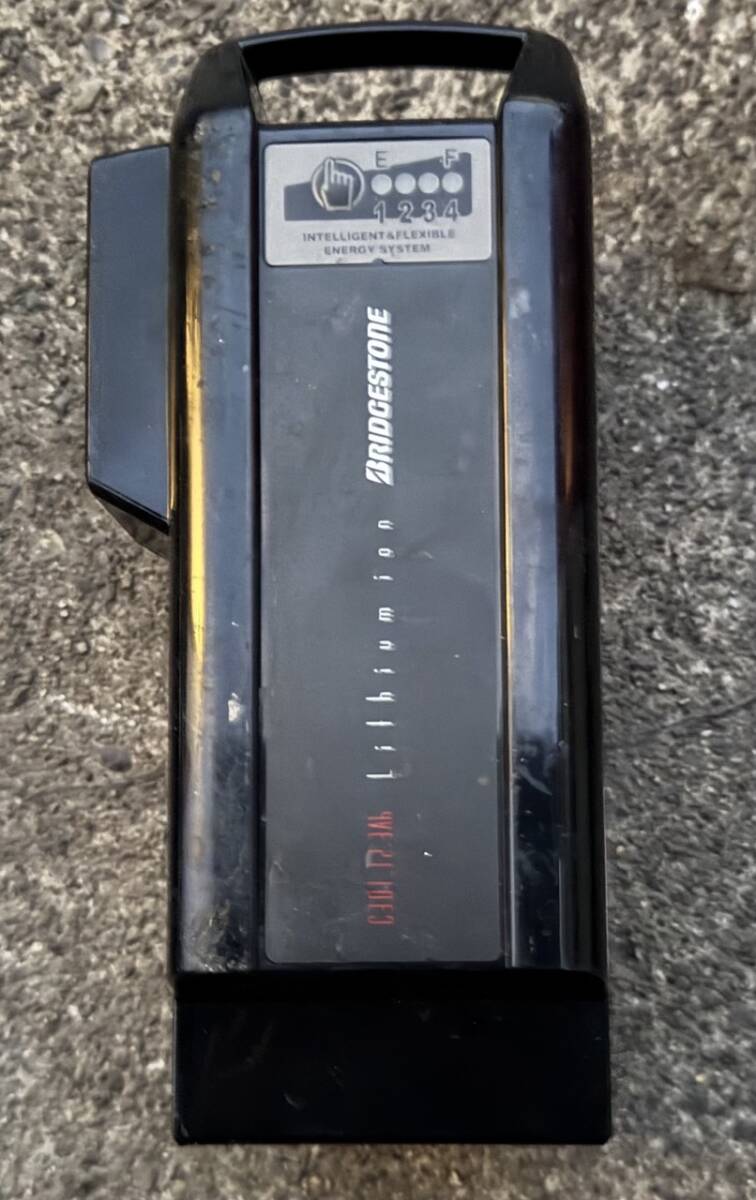 E F
1 2 3 4
INTELLIGENT&FLEXIBLE
ENERGY SYSTEM
Lithium ion BRIDGESTONE